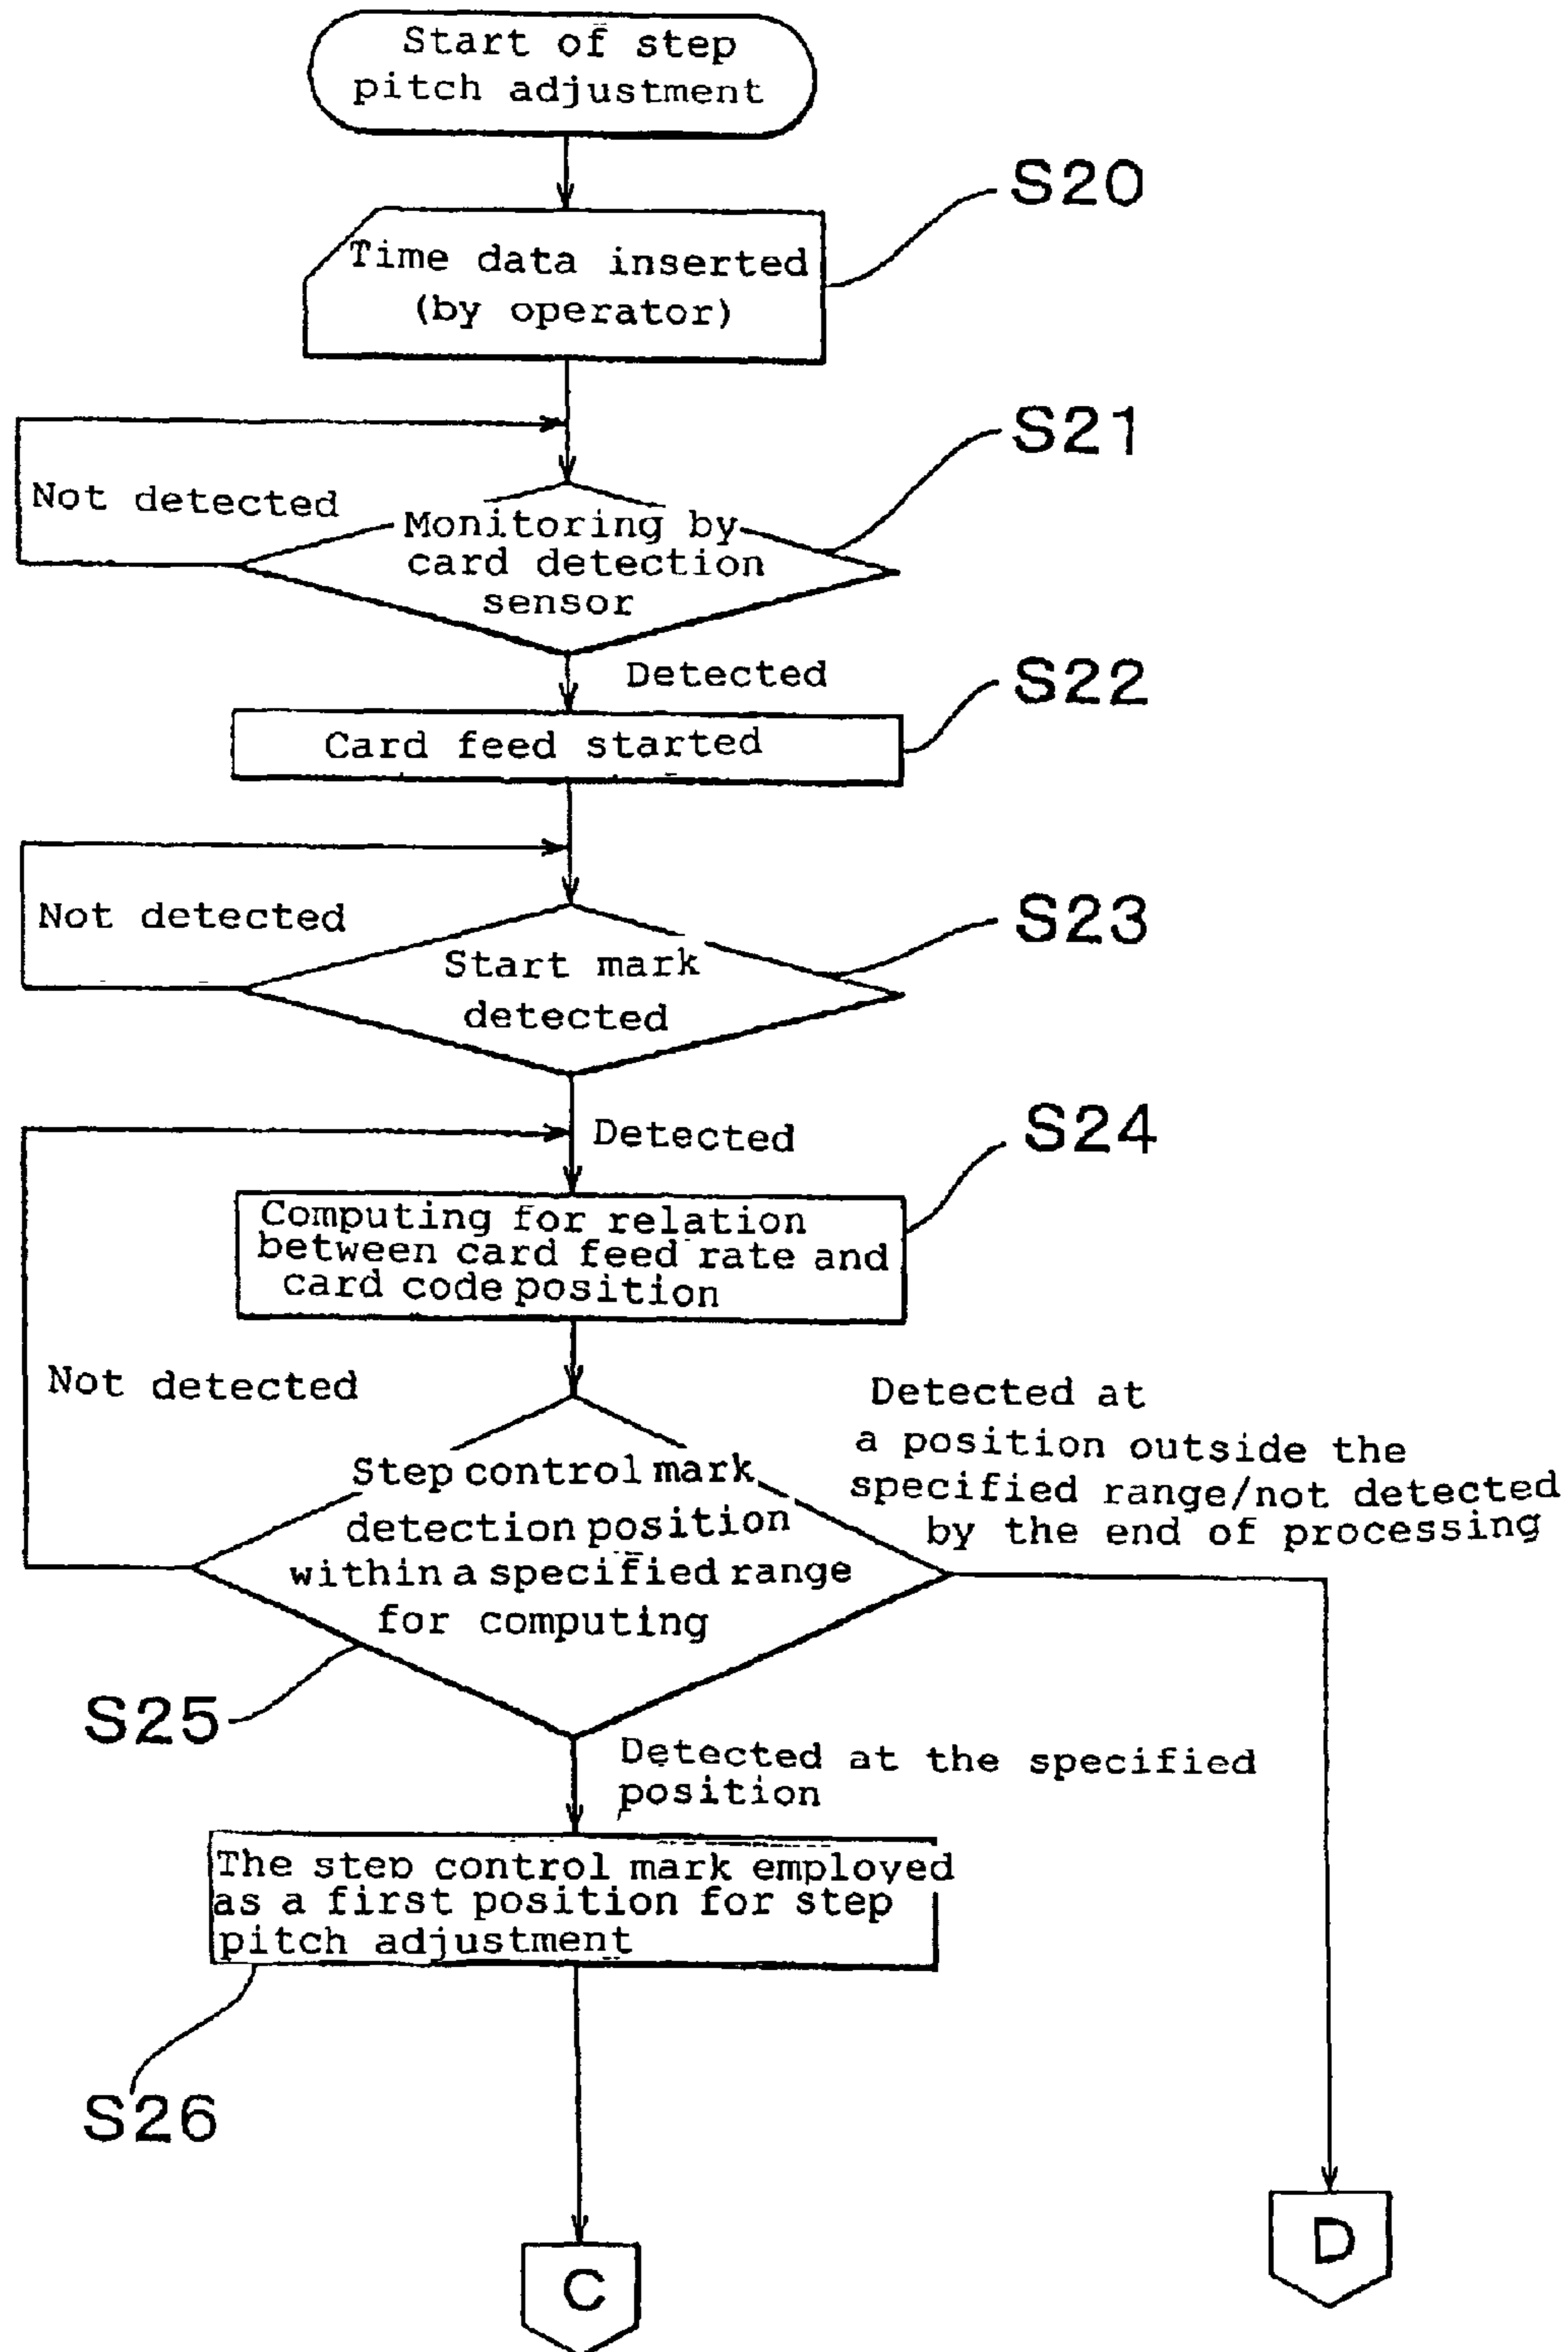 Start of step
pitch adjustment
S20
Time data inserted
(by operator)
S21
Not detected
Monitoring by
card detection
sensor
Detected
S22
Card feed started
S23
Not detected
Start mark
detected
Detected
S24
Computing for relation
between card feed rate and
card code position
Not detected
Detected at
a position outside the
specified range/not detected
by the end of processing
Step control mark
detection position
within a specified range
for computing
S25
Detected at the specified
position
The step control mark employed
as a first position for step
pitch adjustment
S26
D
C